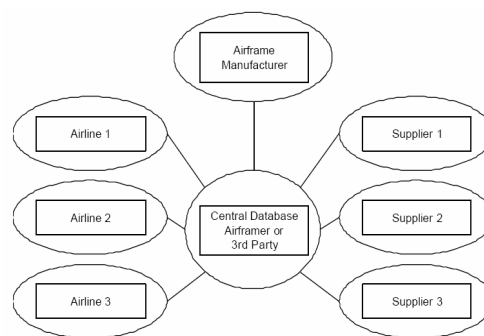 Airframe
Manufacturer
Airline 1
Supplier 1
Airline 2
Central Database
Airframer or
3rd Party
Supplier 2
Airline 3
Supplier 3